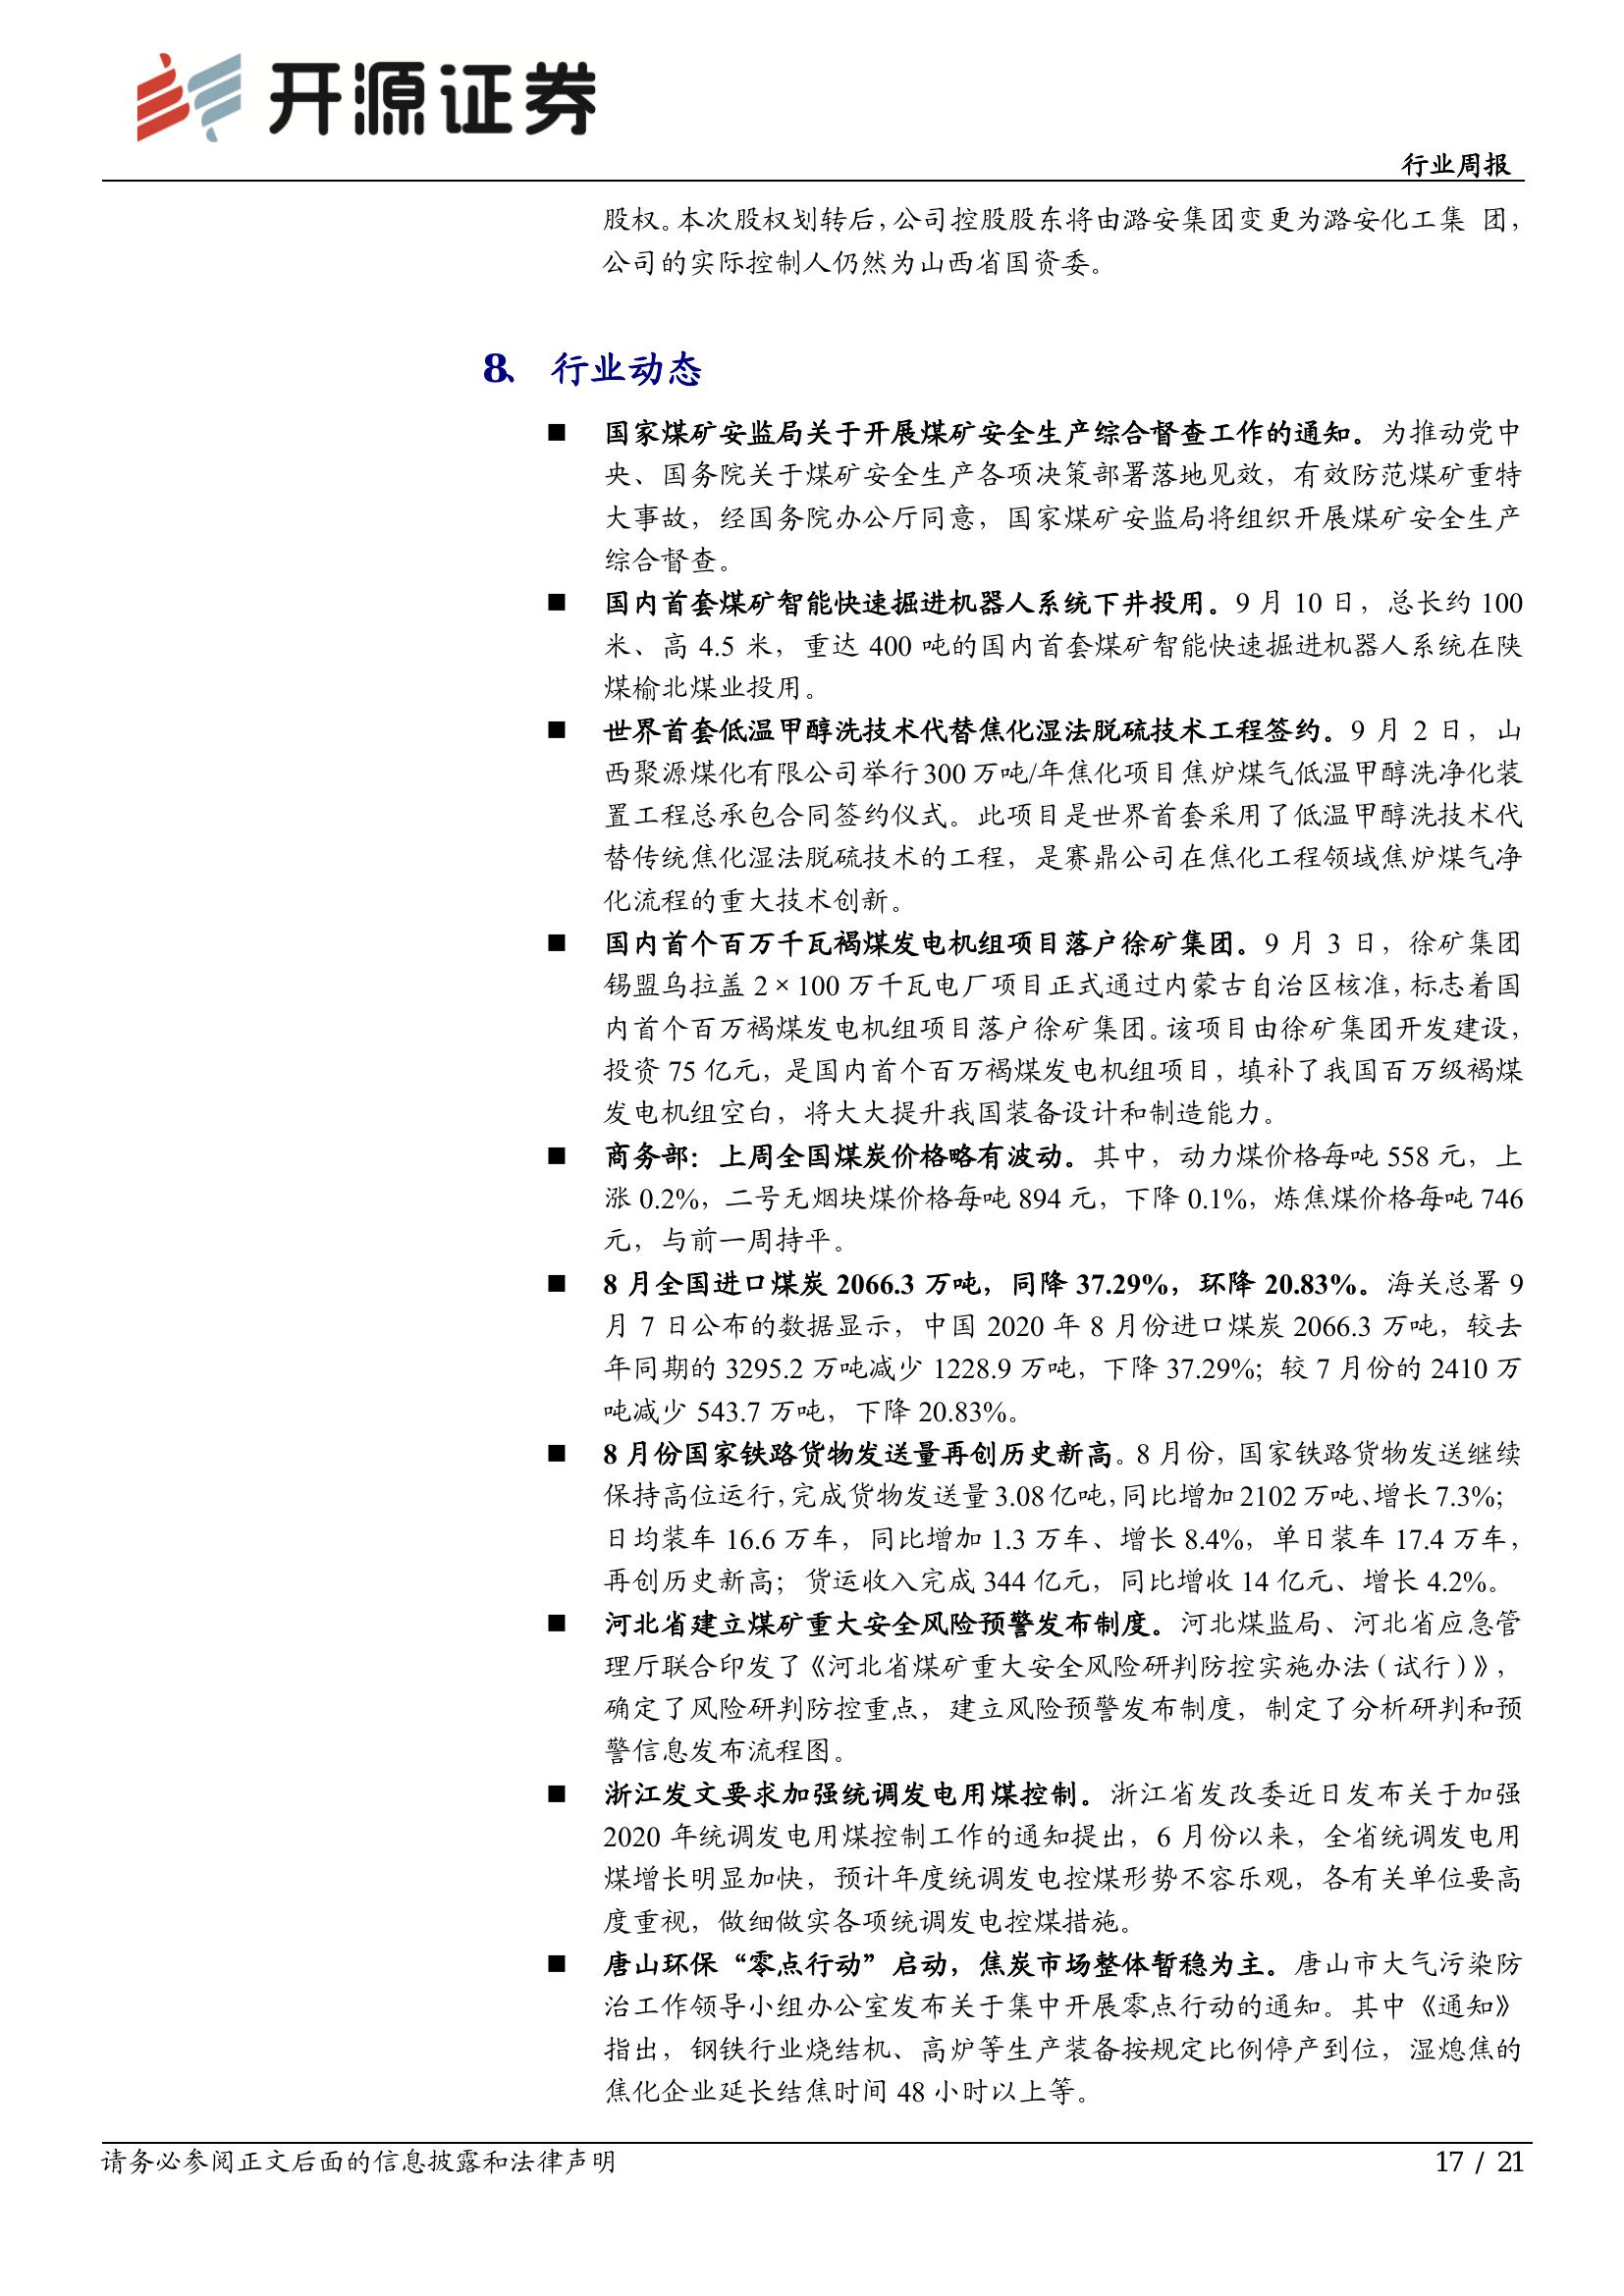 开源证券
行业周报
股权。本次股权划转后，公司控股股东将由潞安集团变更为潞安化工集 团，
公司的实际控制人仍然为山西省国资委。
8、 行业动态
■ 国家煤矿安监局关于开展煤矿安全生产综合督查工作的通知。为推动党中
央、国务院关于煤矿安全生产各项决策部署落地见效，有效防范煤矿重特
大事故，经国务院办公厅同意，国家煤矿安监局将组织开展煤矿安全生产
综合督查。
■ 国内首套煤矿智能快速掘进机器人系统下井投用。9 月 10 日，总长约 100
米、高 4.5 米，重达 400 吨的国内首套煤矿智能快速掘进机器人系统在陕
煤榆北煤业投用。
■ 世界首套低温甲醇洗技术代替焦化湿法脱硫技术工程签约。9 月 2 日，山
西聚源煤化有限公司举行 300 万吨/年焦化项目焦炉煤气低温甲醇洗净化装
置工程总承包合同签约仪式。此项目是世界首套采用了低温甲醇洗技术代
替传统焦化湿法脱硫技术的工程，是赛鼎公司在焦化工程领域焦炉煤气净
化流程的重大技术创新。
■ 国内首个百万千瓦褐煤发电机组项目落户徐矿集团。9 月 3 日，徐矿集团
锡盟乌拉盖 2×100 万千瓦电厂项目正式通过内蒙古自治区核准，标志着国
内首个百万褐煤发电机组项目落户徐矿集团。该项目由徐矿集团开发建设，
投资 75 亿元，是国内首个百万褐煤发电机组项目，填补了我国百万级褐煤
发电机组空白，将大大提升我国装备设计和制造能力。
■ 商务部：上周全国煤炭价格略有波动。其中，动力煤价格每吨 558 元，上
涨 0.2%，二号无烟块煤价格每吨 894 元，下降 0.1%，炼焦煤价格每吨 746
元，与前一周持平。
■ 8 月全国进口煤炭 2066.3 万吨，同降 37.29%，环降 20.83%。海关总署 9
月 7 日公布的数据显示，中国 2020 年 8 月份进口煤炭 2066.3 万吨，较去
年同期的 3295.2 万吨减少 1228.9 万吨，下降 37.29%；较 7 月份的 2410 万
吨减少 543.7 万吨，下降 20.83%。
■ 8 月份国家铁路货物发送量再创历史新高。8 月份，国家铁路货物发送继续
保持高位运行，完成货物发送量 3.08 亿吨，同比增加 2102 万吨、增长 7.3%；
日均装车 16.6 万车，同比增加 1.3 万车、增长 8.4%，单日装车 17.4 万车，
再创历史新高；货运收入完成 344 亿元，同比增收 14 亿元、增长 4.2%。
■ 河北省建立煤矿重大安全风险预警发布制度。河北煤监局、河北省应急管
理厅联合印发了《河北省煤矿重大安全风险研判防控实施办法（试行）》，
确定了风险研判防控重点，建立风险预警发布制度，制定了分析研判和预
警信息发布流程图。
■ 浙江发文要求加强统调发电用煤控制。浙江省发改委近日发布关于加强
2020 年统调发电用煤控制工作的通知提出，6 月份以来，全省统调发电用
煤增长明显加快，预计年度统调发电控煤形势不容乐观，各有关单位要高
度重视，做细做实各项统调发电控煤措施。
■ 唐山环保“零点行动”启动，焦炭市场整体暂稳为主。唐山市大气污染防
治工作领导小组办公室发布关于集中开展零点行动的通知。其中《通知》
指出，钢铁行业烧结机、高炉等生产装备按规定比例停产到位，湿熄焦的
焦化企业延长结焦时间 48 小时以上等。
请务必参阅正文后面的信息披露和法律声明
17 / 21